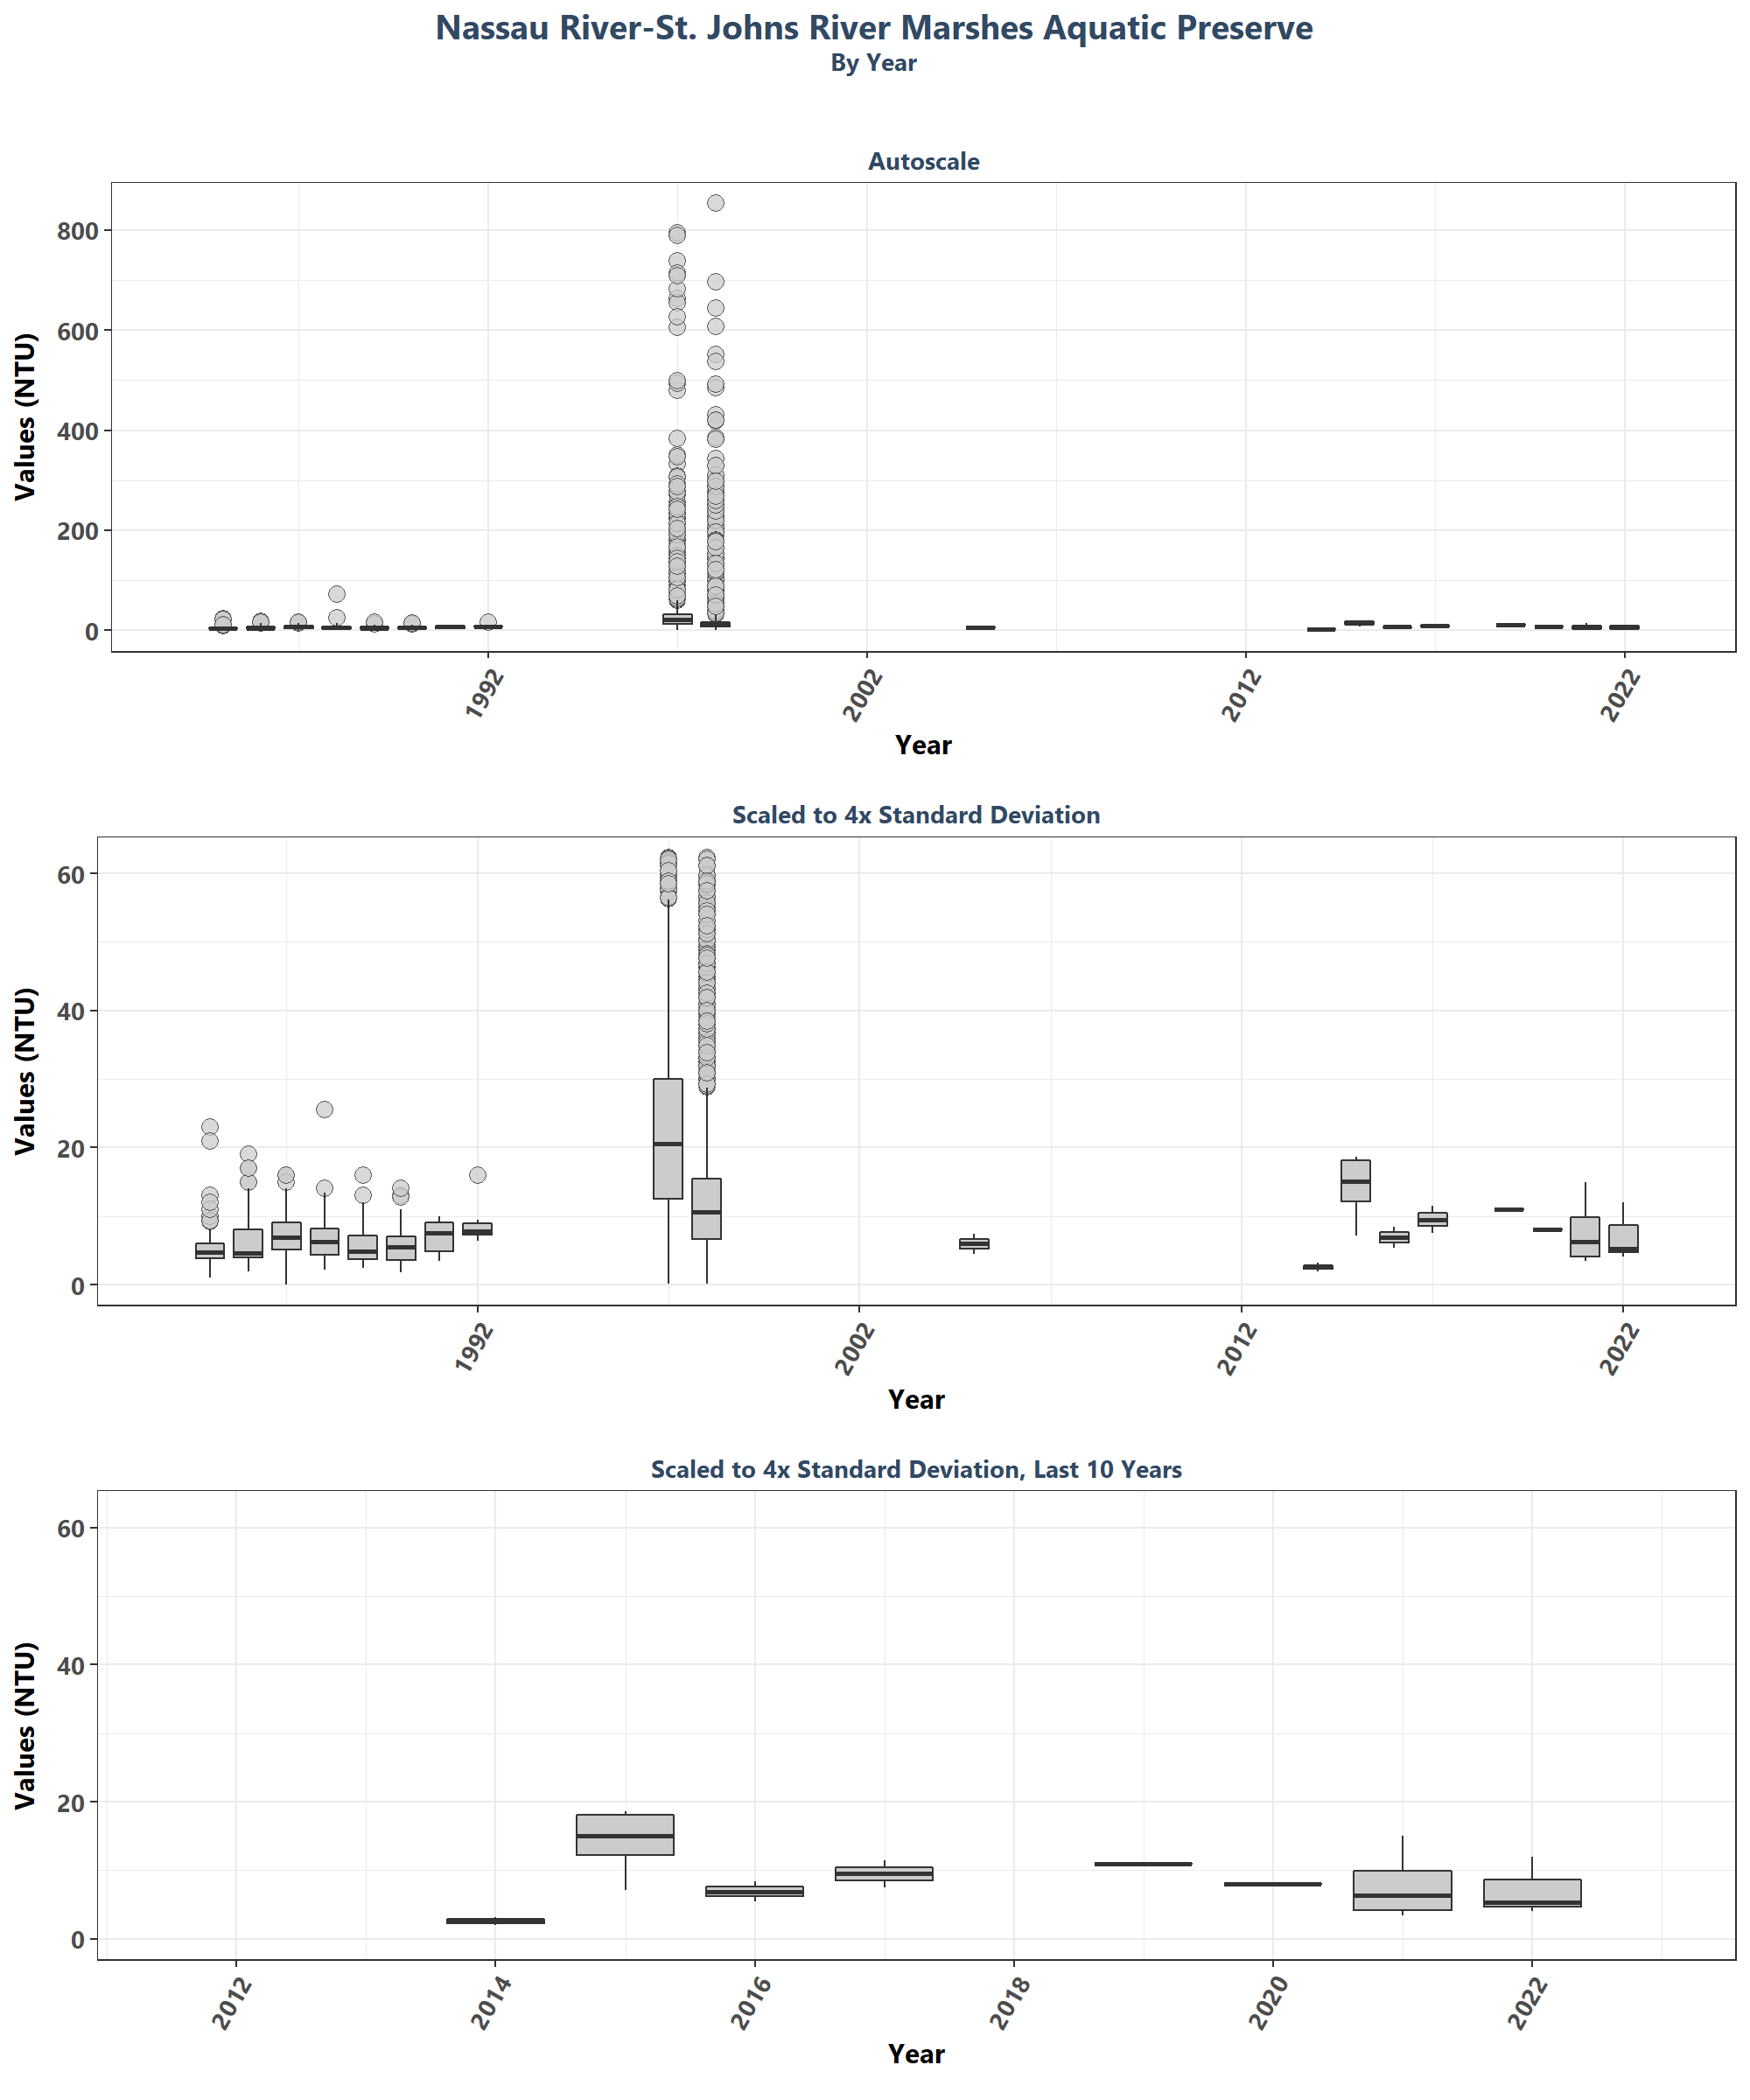 Nassau River-St. Johns River Marshes Aquatic Preserve
By Year
Autoscale
Values (NTU)
800
600
400
200
0
1992
2002
2012
2022
Year
Scaled to 4x Standard Deviation
Values (NTU)
60
40
20
0
1992
2002
2012
2022
Year
Scaled to 4x Standard Deviation, Last 10 Years
Values (NTU)
60
40
20
0
2012
2014
2016
2018
2020
2022
Year